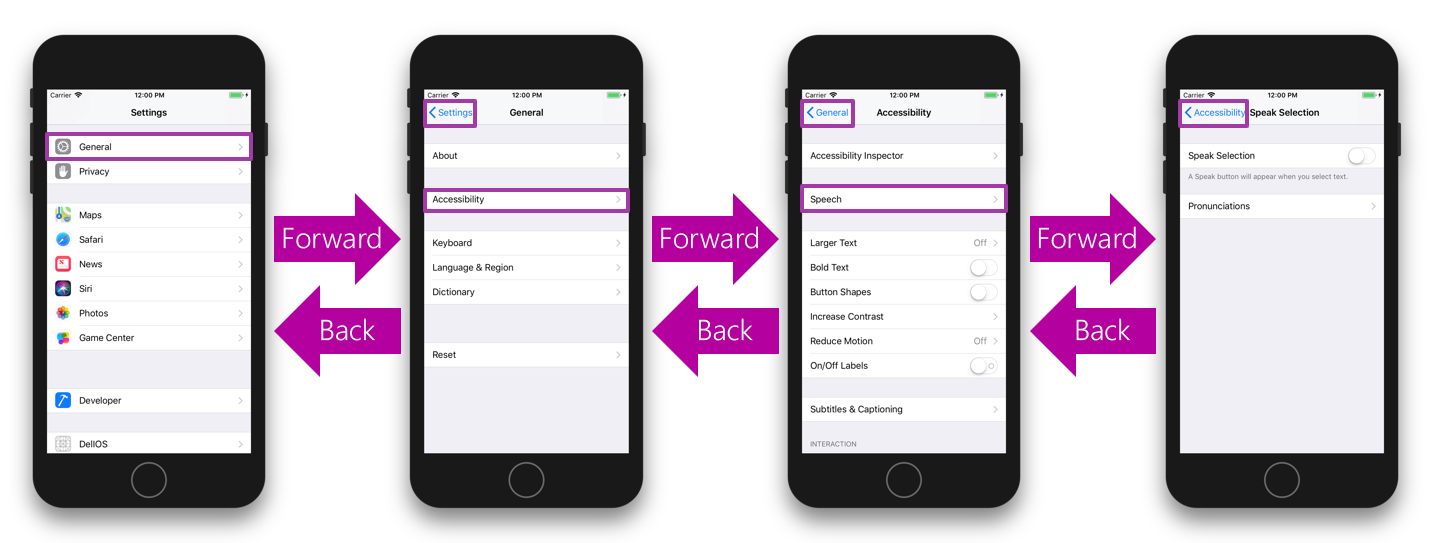 Carrier 12:00 PM
Settings
General
Privacy
Maps
Safari
News
Siri
Photos
Game Center
Developer
DellOS
Forward
Back
Carrier 12:00 PM
Settings General
About
Accessibility
Keyboard
Language & Region
Dictionary
Reset
Forward
Back
Carrier 12:00 PM
General Accessibility
Accessibility Inspector
Speech
Larger Text Off
Bold Text
Button Shapes
Increase Contrast
Reduce Motion Off
On/Off Labels
Subtitles & Captioning
INTERACTION
Forward
Back
Carrier 12:00 PM
Accessibility Speak Selection
Speak Selection
A Speak button will appear when you select text.
Pronunciations